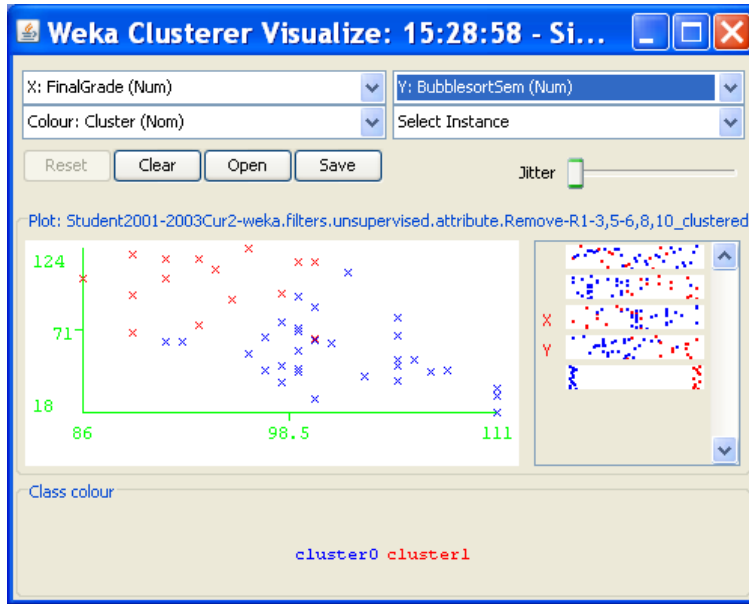 Weka Clusterer Visualize: 15:28:58 - Si...
X: FinalGrade (Num)
Y: BubblesortSem (Num)
Colour: Cluster (Nom)
Select Instance
Reset
Clear
Open
Save
Jitter
Plot: Student2001-2003Cur2-weka.filters.unsupervised.attribute.Remove-R1-3,5-6,8,10_clustered
124
71
18
86
98.5
111
X
Y
Class colour
cluster0 cluster1